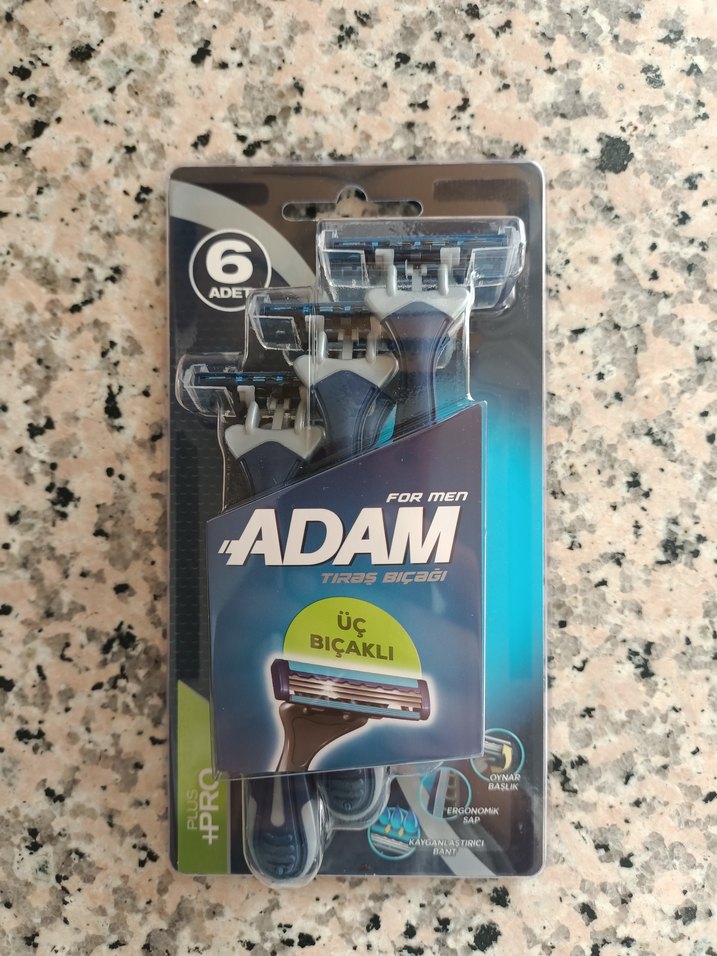 6
ADET
FOR MEN
ADAM
TIRAŞ BIÇAĞI
ÜÇ
BIÇAKLI
PLUS
+PRO
OYNAR
BAŞLIK
ERGONOMİK
SAP
KAYGANLAŞTIRICI
BANT